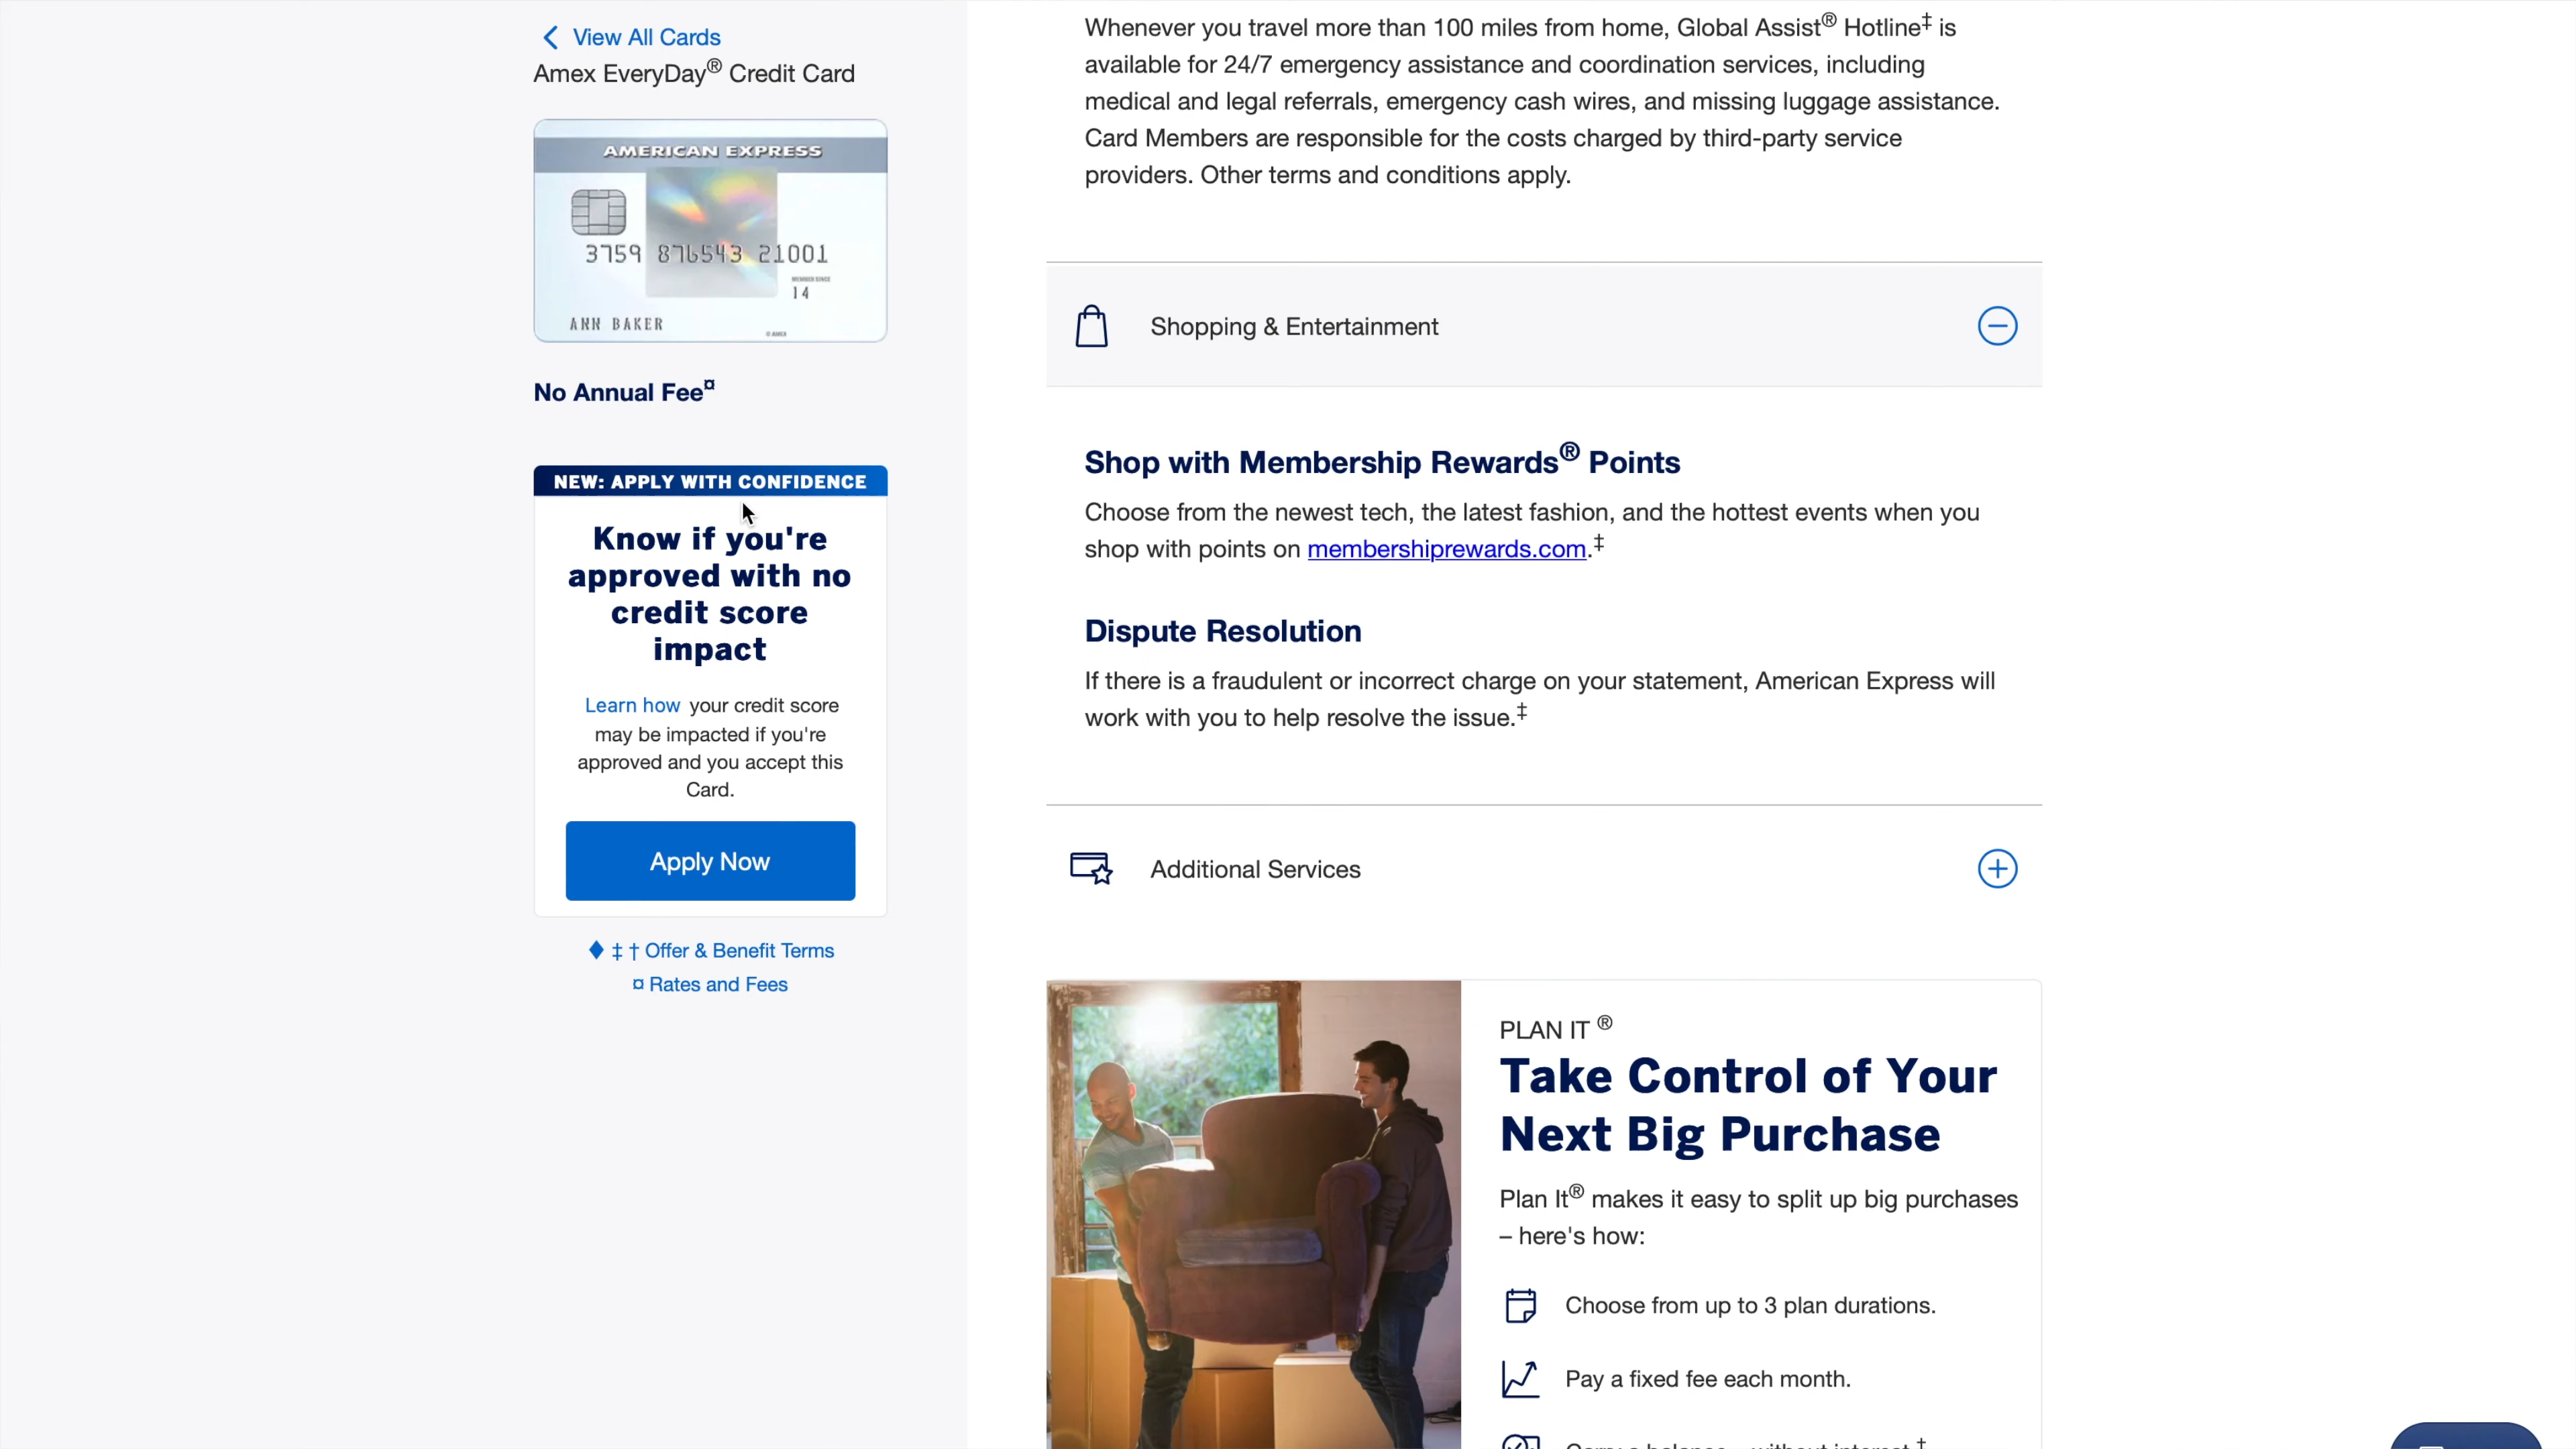 View All Cards
Amex EveryDay® Credit Card
AMERICAN EXPRESS
3759 876543 21001
MEMBER SINCE
14
ANN BAKER
© AMEX
No Annual Fee¤
NEW: APPLY WITH CONFIDENCE
Know if you're
approved with no
credit score
impact
Learn how your credit score
may be impacted if you're
approved and you accept this
Card.
Apply Now
♦ ‡ † Offer & Benefit Terms
¤ Rates and Fees
Whenever you travel more than 100 miles from home, Global Assist® Hotline‡ is
available for 24/7 emergency assistance and coordination services, including
medical and legal referrals, emergency cash wires, and missing luggage assistance.
Card Members are responsible for the costs charged by third-party service
providers. Other terms and conditions apply.
Shopping & Entertainment
Shop with Membership Rewards® Points
Choose from the newest tech, the latest fashion, and the hottest events when you
shop with points on membershiprewards.com.‡
Dispute Resolution
If there is a fraudulent or incorrect charge on your statement, American Express will
work with you to help resolve the issue.‡
Additional Services
PLAN IT ®
Take Control of Your
Next Big Purchase
Plan It® makes it easy to split up big purchases
– here's how:
Choose from up to 3 plan durations.
Pay a fixed fee each month.